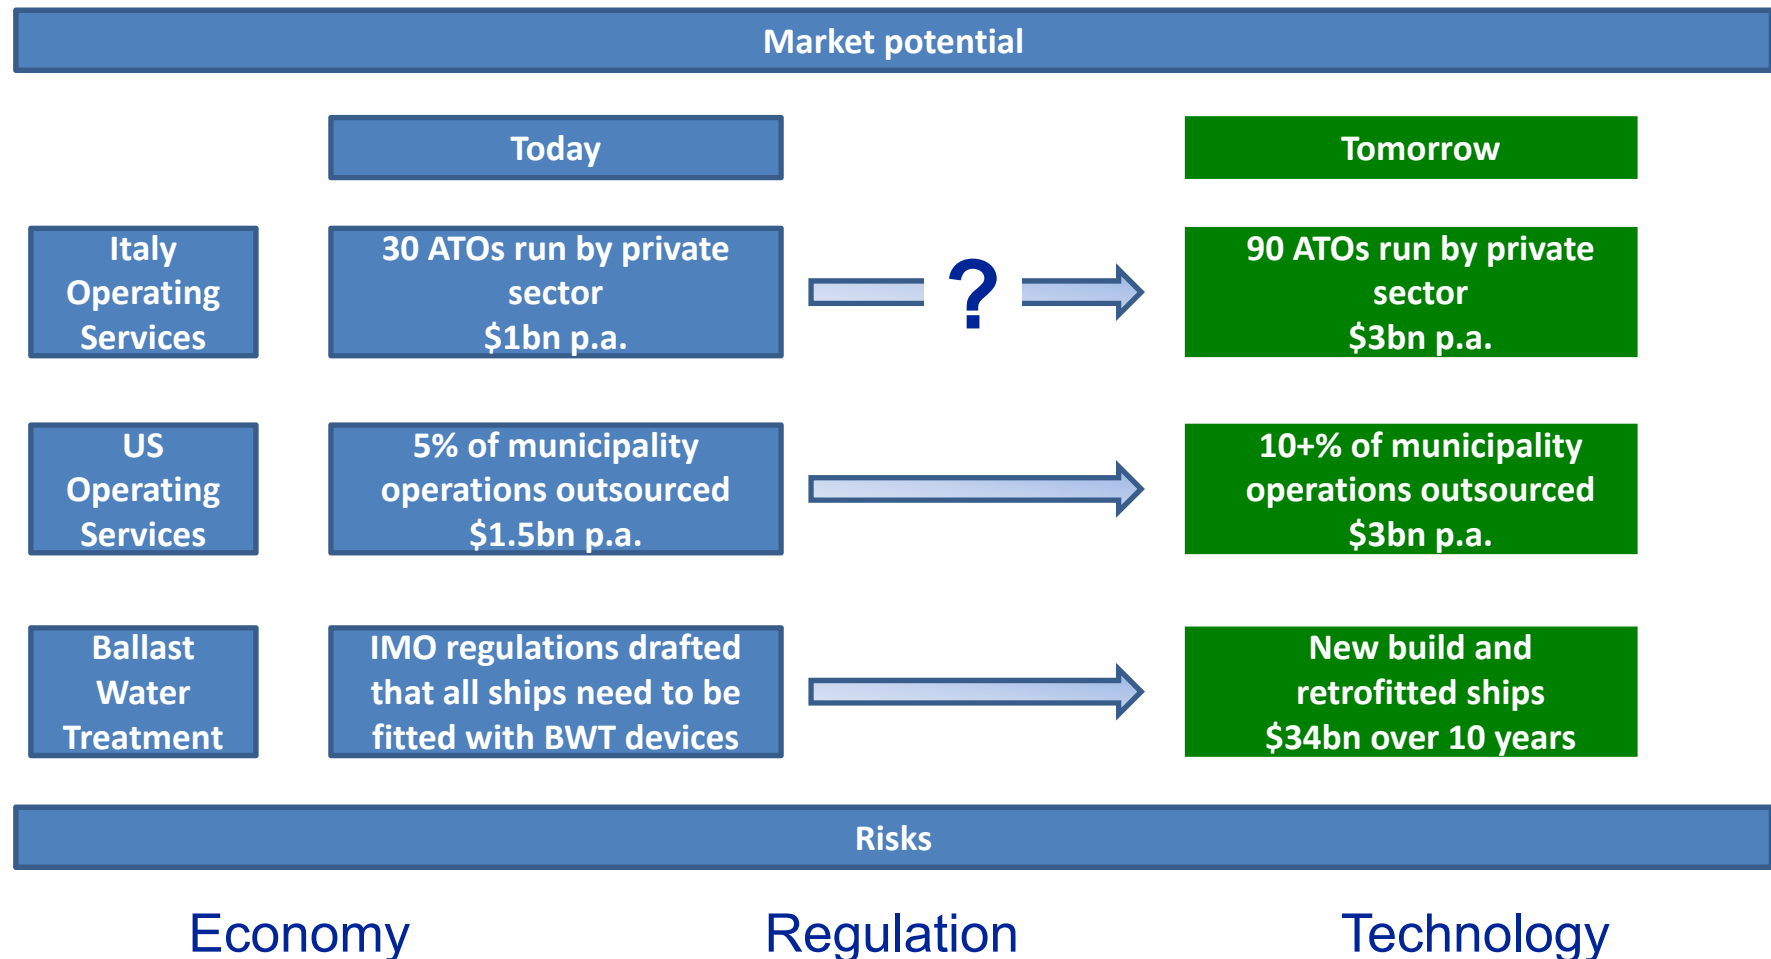 Market potential
Today
Tomorrow
Italy
Operating
Services
30 ATOs run by private
sector
$1bn p.a.
?
90 ATOs run by private
sector
$3bn p.a.
US
Operating
Services
5% of municipality
operations outsourced
$1.5bn p.a.
10+% of municipality
operations outsourced
$3bn p.a.
Ballast
Water
Treatment
IMO regulations drafted
that all ships need to be
fitted with BWT devices
New build and
retrofitted ships
$34bn over 10 years
Risks
Economy
Regulation
Technology